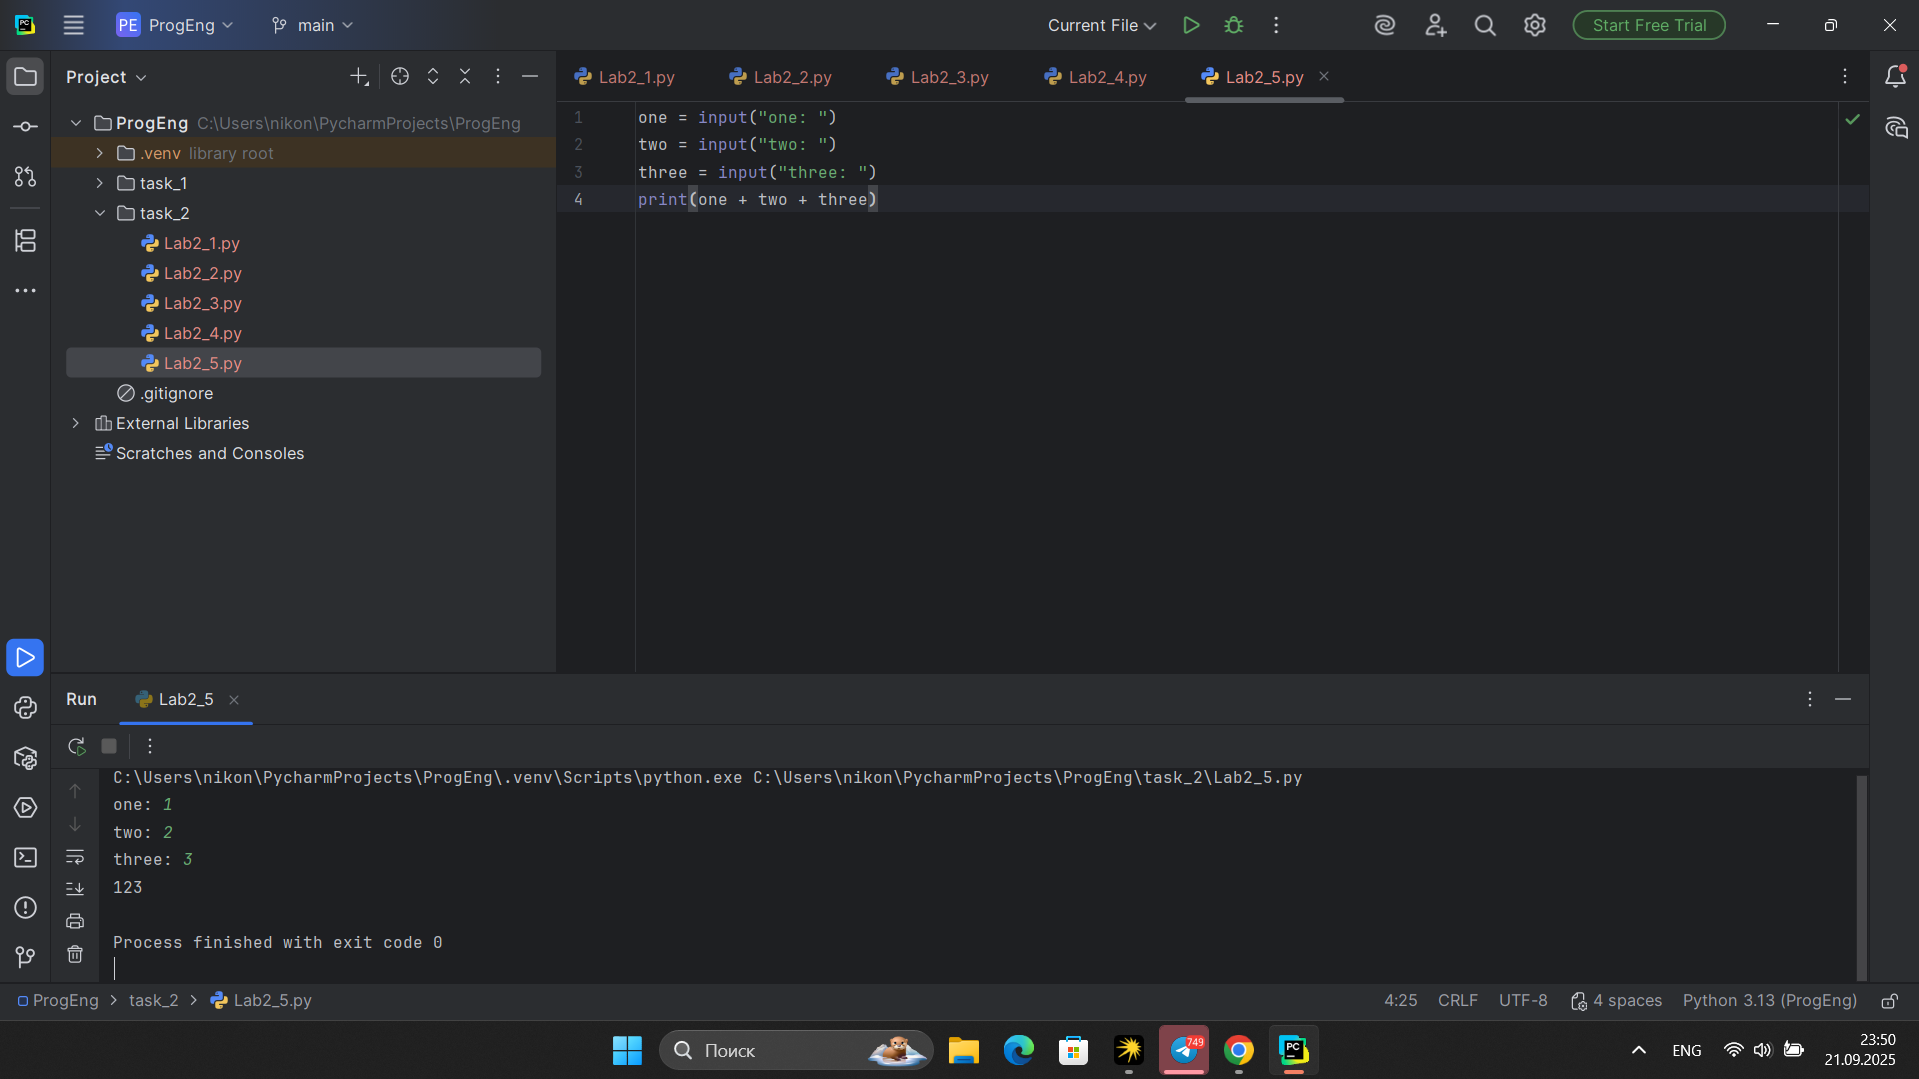 PE ProgEng main Current File Start Free Trial
Project
Lab2_1.py Lab2_2.py Lab2_3.py Lab2_4.py Lab2_5.py
ProgEng C:\Users\nikon\PycharmProjects\ProgEng
.venv library root
task_1
task_2
Lab2_1.py
Lab2_2.py
Lab2_3.py
Lab2_4.py
Lab2_5.py
.gitignore
External Libraries
Scratches and Consoles
1 one = input("one: ")
2 two = input("two: ")
3 three = input("three: ")
4 print(one + two + three)
Run Lab2_5
C:\Users\nikon\PycharmProjects\ProgEng\.venv\Scripts\python.exe C:\Users\nikon\PycharmProjects\ProgEng\task_2\Lab2_5.py
one: 1
two: 2
three: 3
123
Process finished with exit code 0
ProgEng > task_2 > Lab2_5.py 4:25 CRLF UTF-8 4 spaces Python 3.13 (ProgEng)
Поиск 749 PC ENG 23:50
21.09.2025